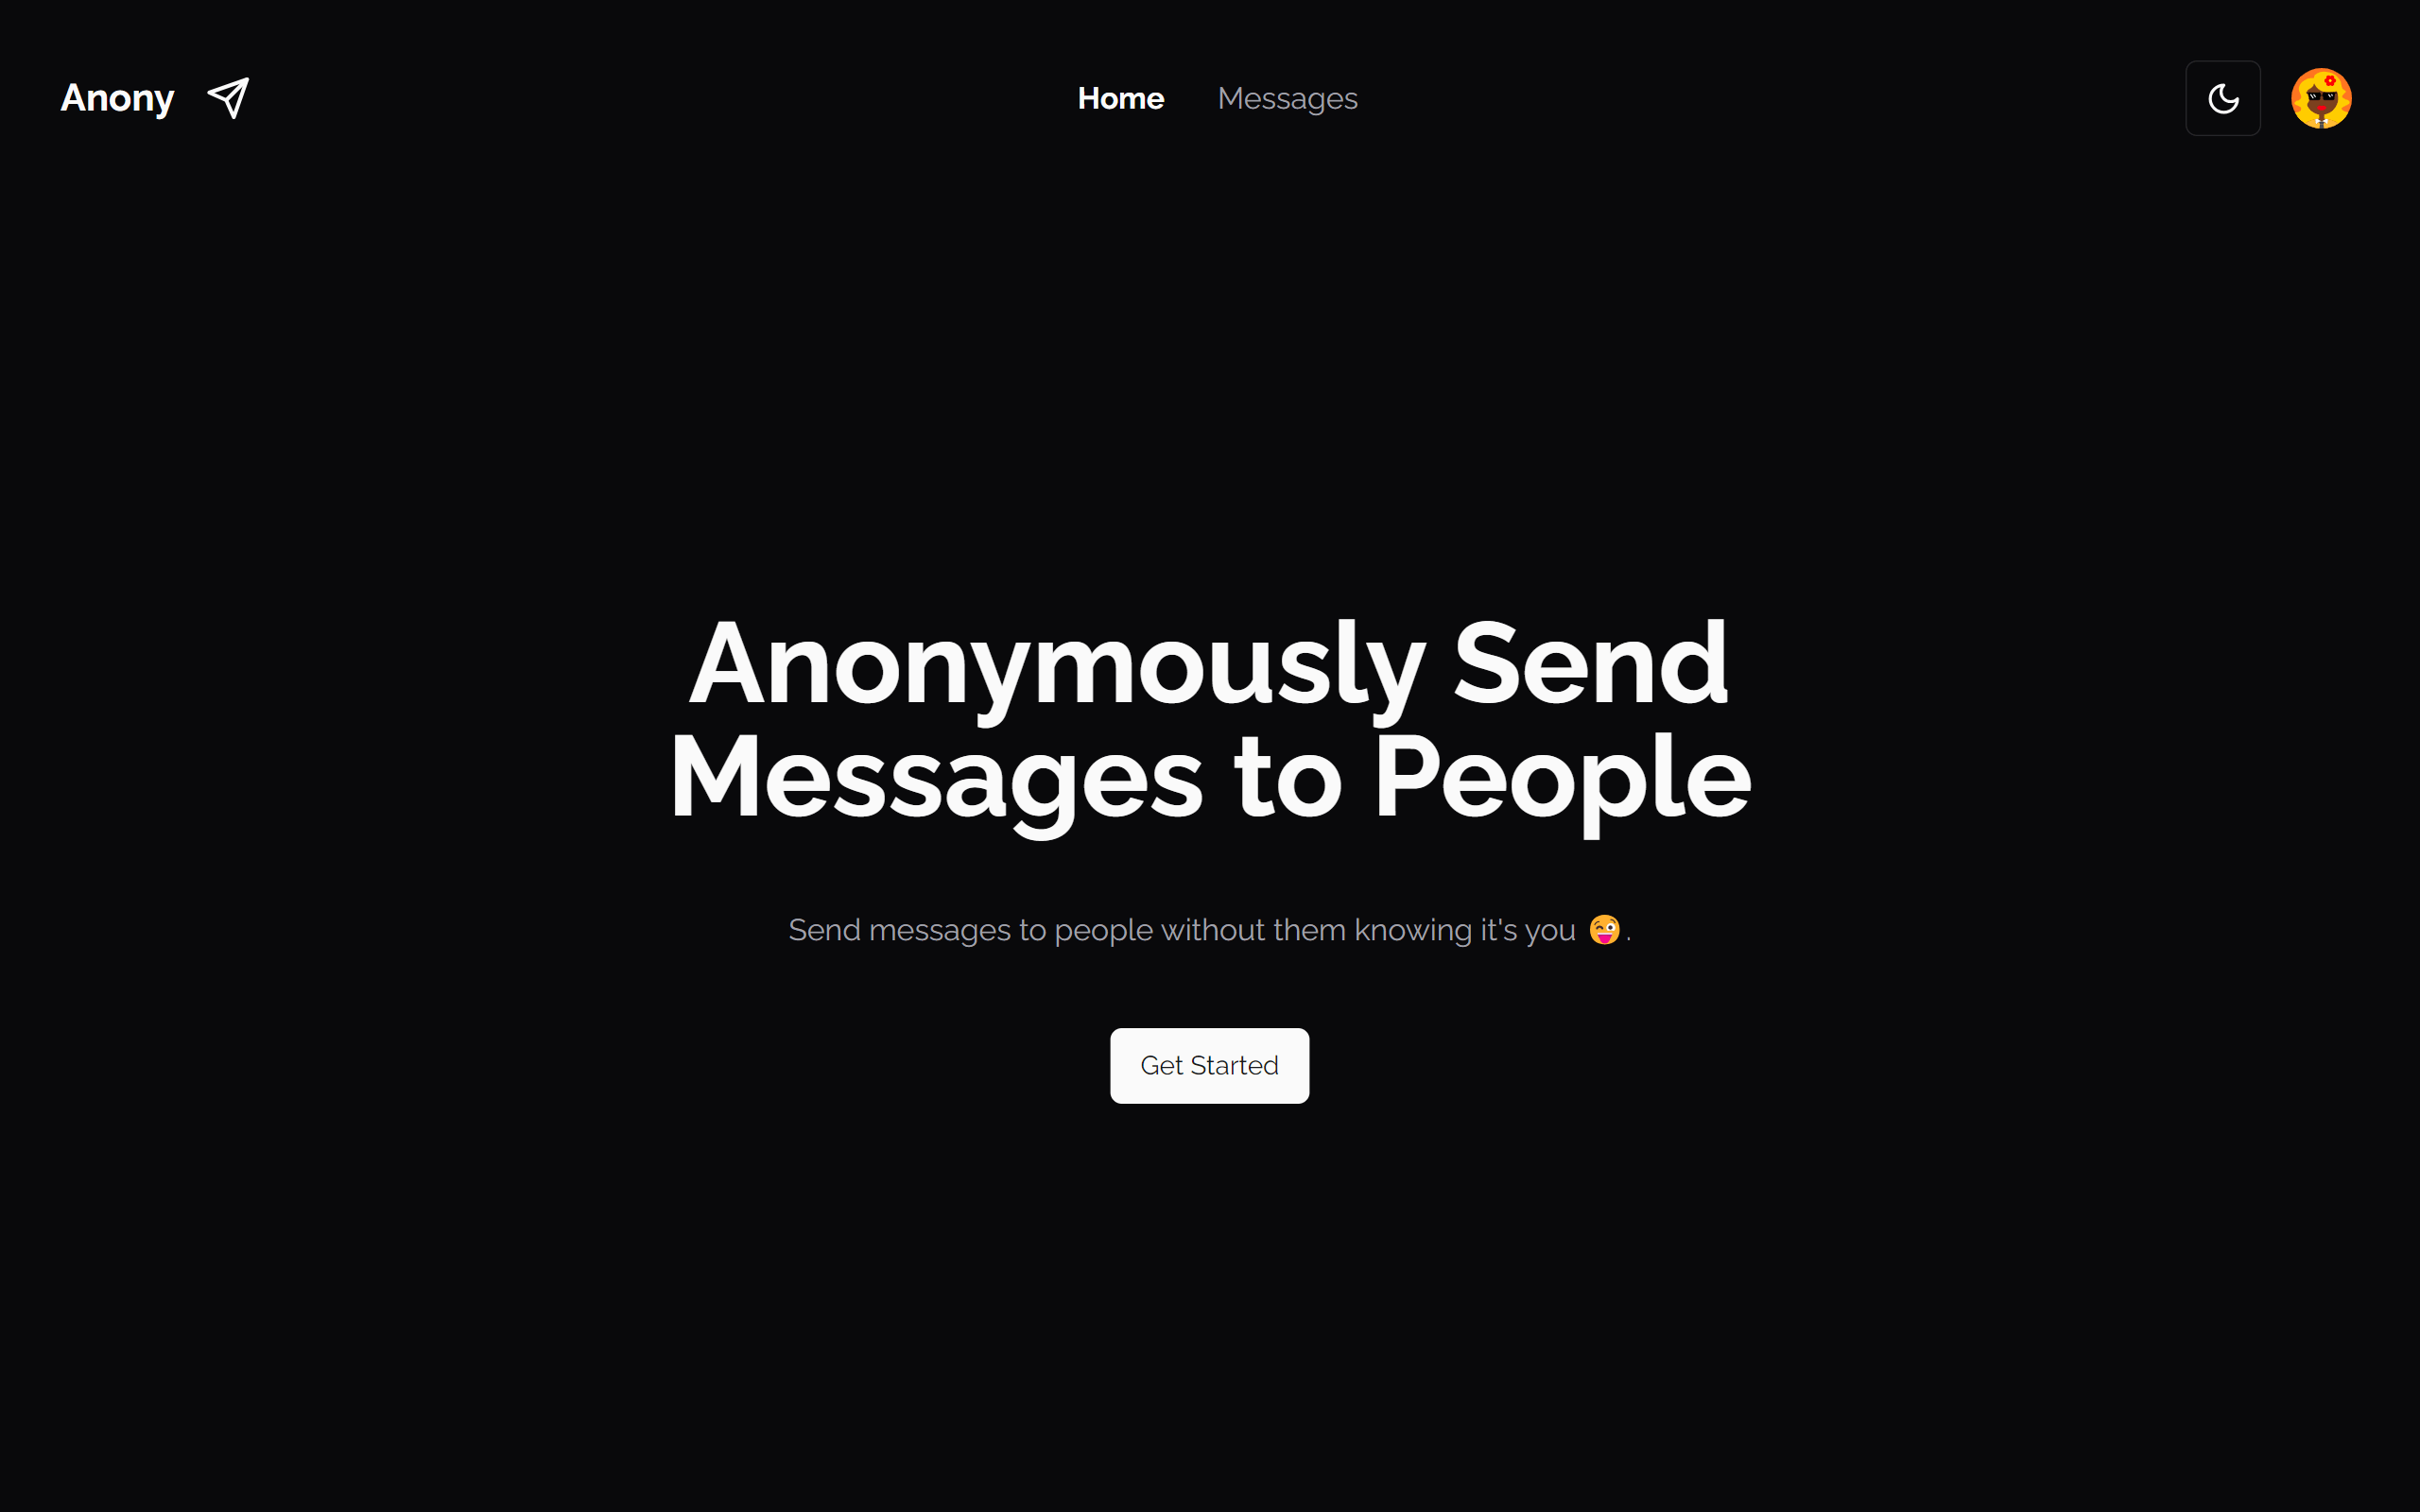 Anony
Home Messages
Anonymously Send
Messages to People
Send messages to people without them knowing it's you 😜.
Get Started